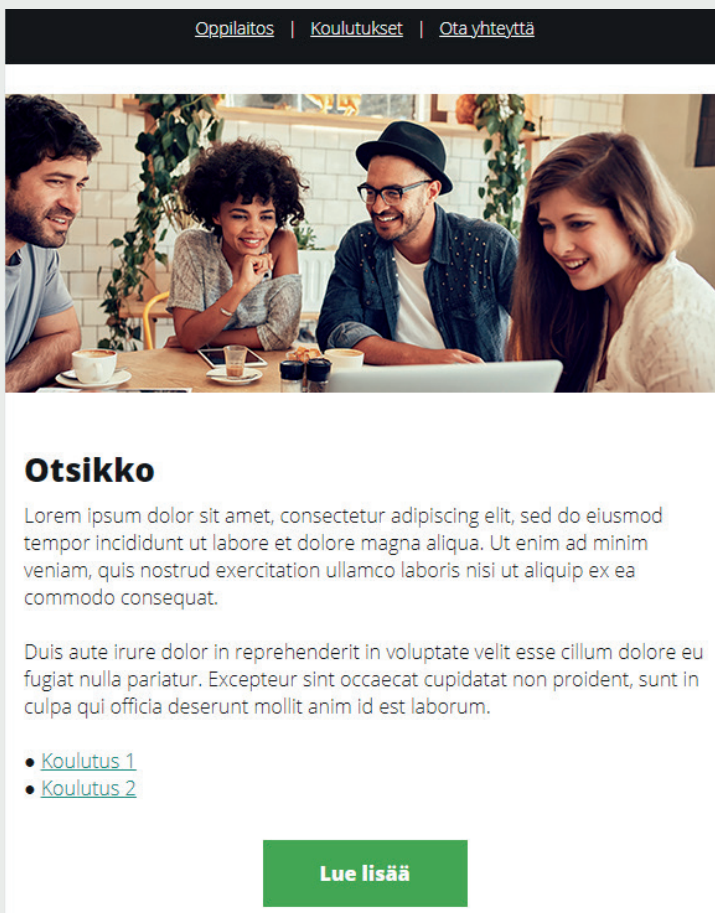 Oppilaitos | Koulutukset | Ota yhteyttä
Otsikko
Lorem ipsum dolor sit amet, consectetur adipiscing elit, sed do eiusmod
tempor incididunt ut labore et dolore magna aliqua. Ut enim ad minim
veniam, quis nostrud exercitation ullamco laboris nisi ut aliquip ex ea
commodo consequat.
Duis aute irure dolor in reprehenderit in voluptate velit esse cillum dolore eu
fugiat nulla pariatur. Excepteur sint occaecat cupidatat non proident, sunt in
culpa qui officia deserunt mollit anim id est laborum.
● Koulutus 1
● Koulutus 2
Lue lisää